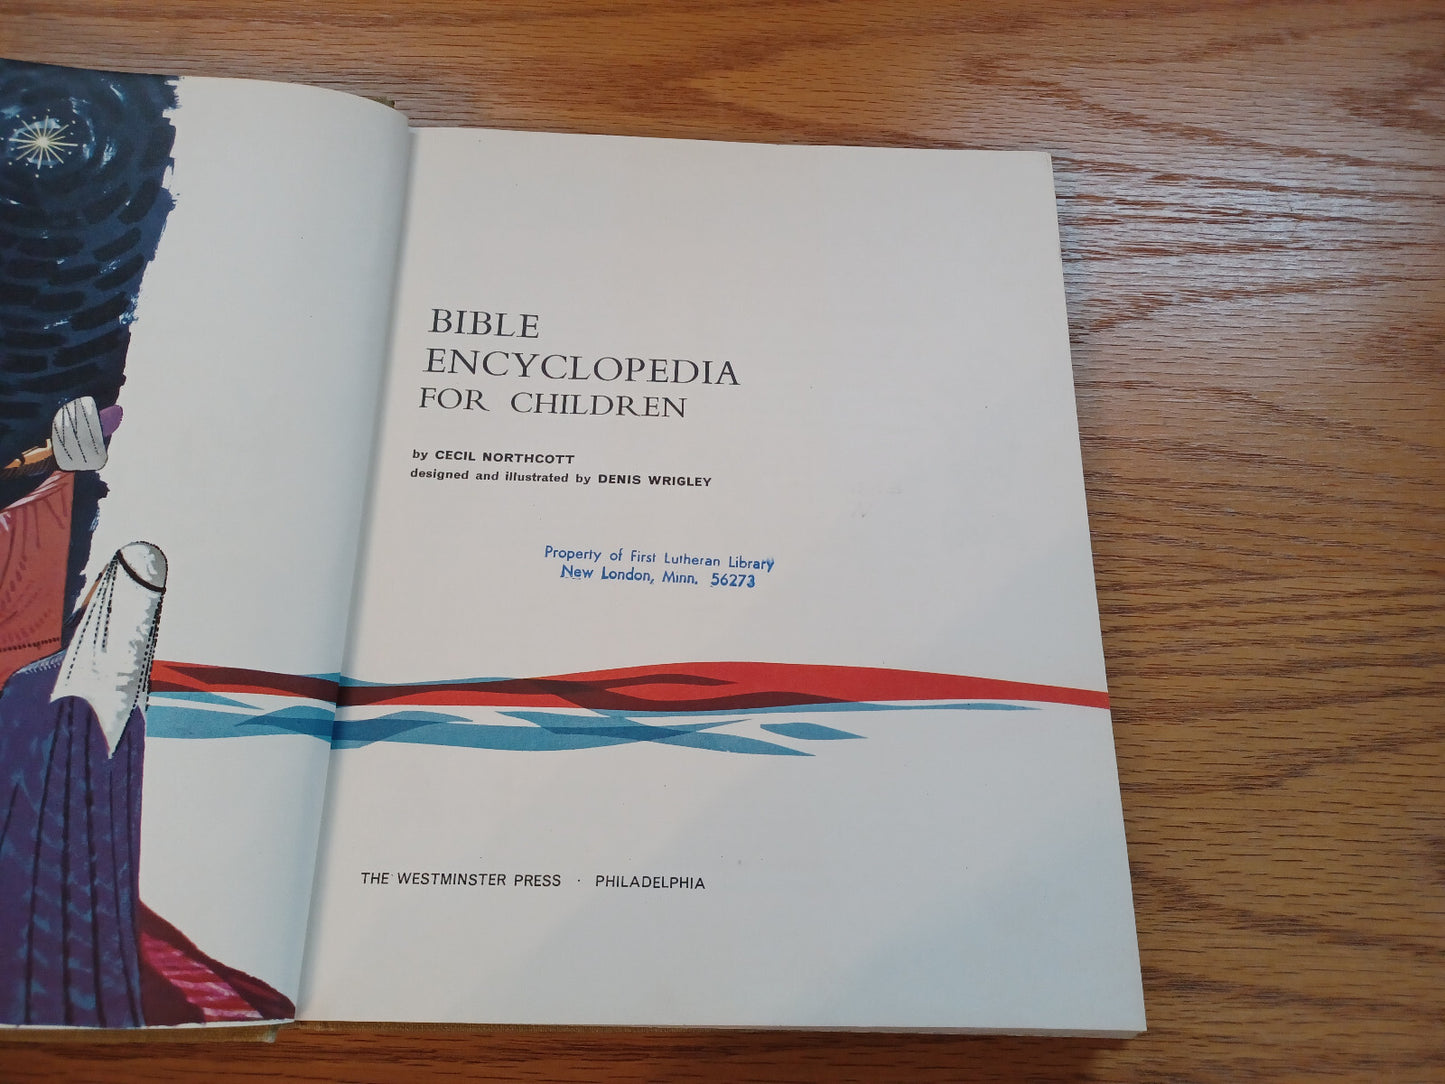 BIBLE
ENCYCLOPEDIA
FOR CHILDREN
by CECIL NORTHCOTT
designed and illustrated by DENIS WRIGLEY
Property of First Lutheran Library
New London, Minn. 56273
THE WESTMINSTER PRESS · PHILADELPHIA